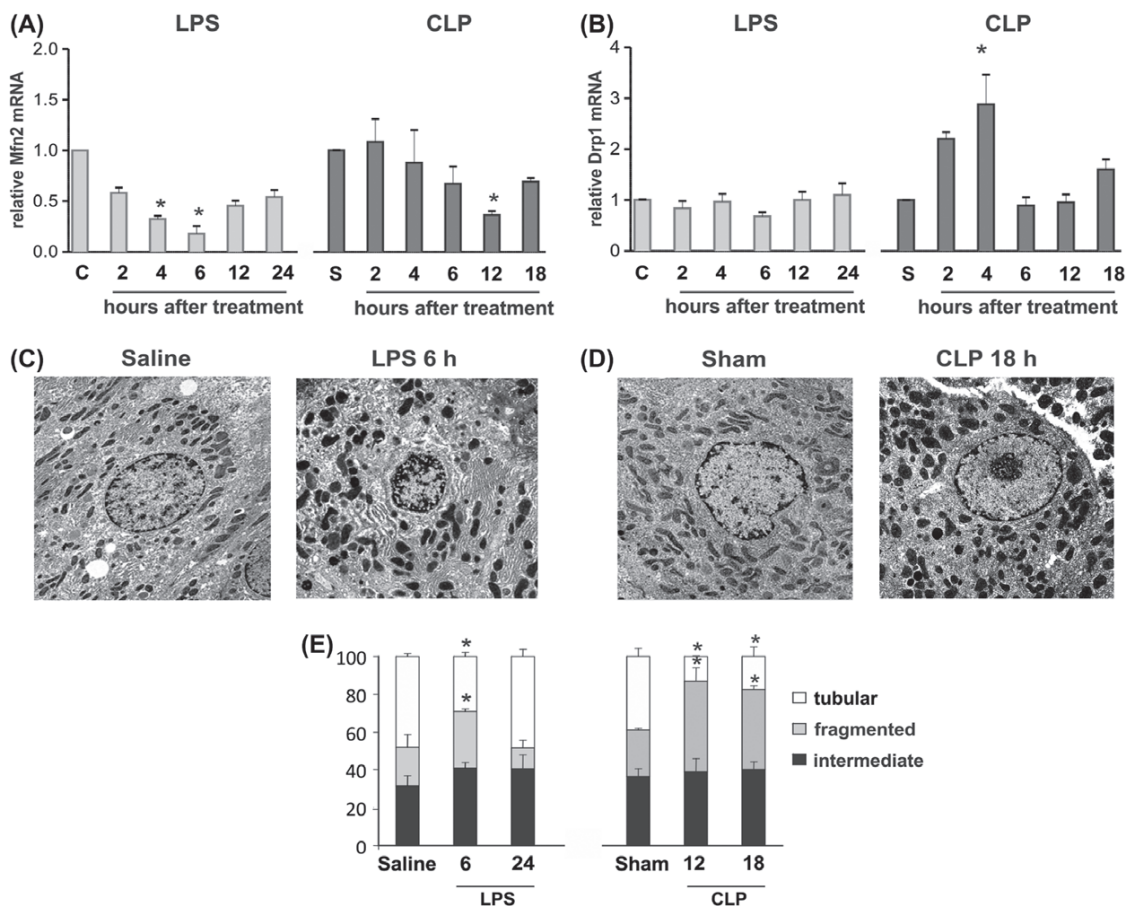 (A) LPS CLP
relative Mfn2 mRNA
2.0
1.5
1.0
0.5
0.0
* * *
C 2 4 6 12 24 S 2 4 6 12 18
hours after treatment hours after treatment
(B) LPS CLP
relative Drp1 mRNA
4
3
2
1
0
*
C 2 4 6 12 24 S 2 4 6 12 18
hours after treatment hours after treatment
(C) Saline LPS 6 h
(D) Sham CLP 18 h
(E)
100
80
60
40
20
0
* * * * * *
Saline 6 24 Sham 12 18
LPS CLP
tubular
fragmented
intermediate